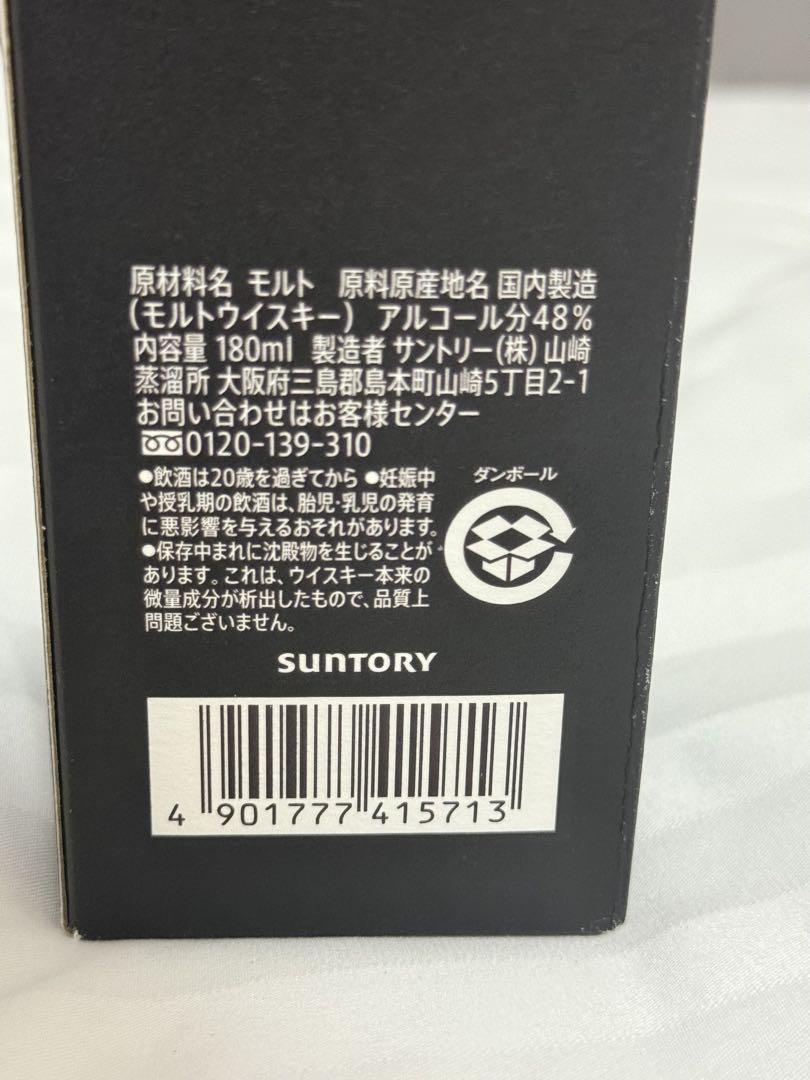 原材料名 モルト 原料原産地名 国内製造
(モルトウイスキー) アルコール分48%
内容量 180ml 製造者 サントリー(株) 山崎
蒸溜所 大阪府三島郡島本町山崎5丁目2-1
お問い合わせはお客様センター
0120-139-310
●飲酒は20歳を過ぎてから ●妊娠中
や授乳期の飲酒は、胎児・乳児の発育
に悪影響を与えるおそれがあります。
●保存中まれに沈殿物を生じることが
あります。これは、ウイスキー本来の
微量成分が析出したもので、品質上
問題ございません。
ダンボール
SUNTORY
4 901777 415713